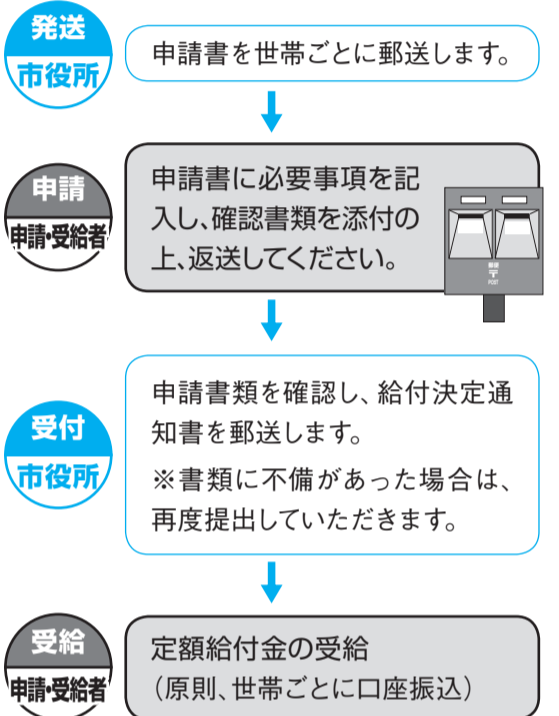 発送
市役所
申請書を世帯ごとに郵送します。
申請
申請・受給者
申請書に必要事項を記
入し、確認書類を添付の
上、返送してください。
郵便
〒
POST
受付
市役所
申請書類を確認し、給付決定通
知書を郵送します。
※書類に不備があった場合は、
再度提出していただきます。
受給
申請・受給者
定額給付金の受給
（原則、世帯ごとに口座振込）